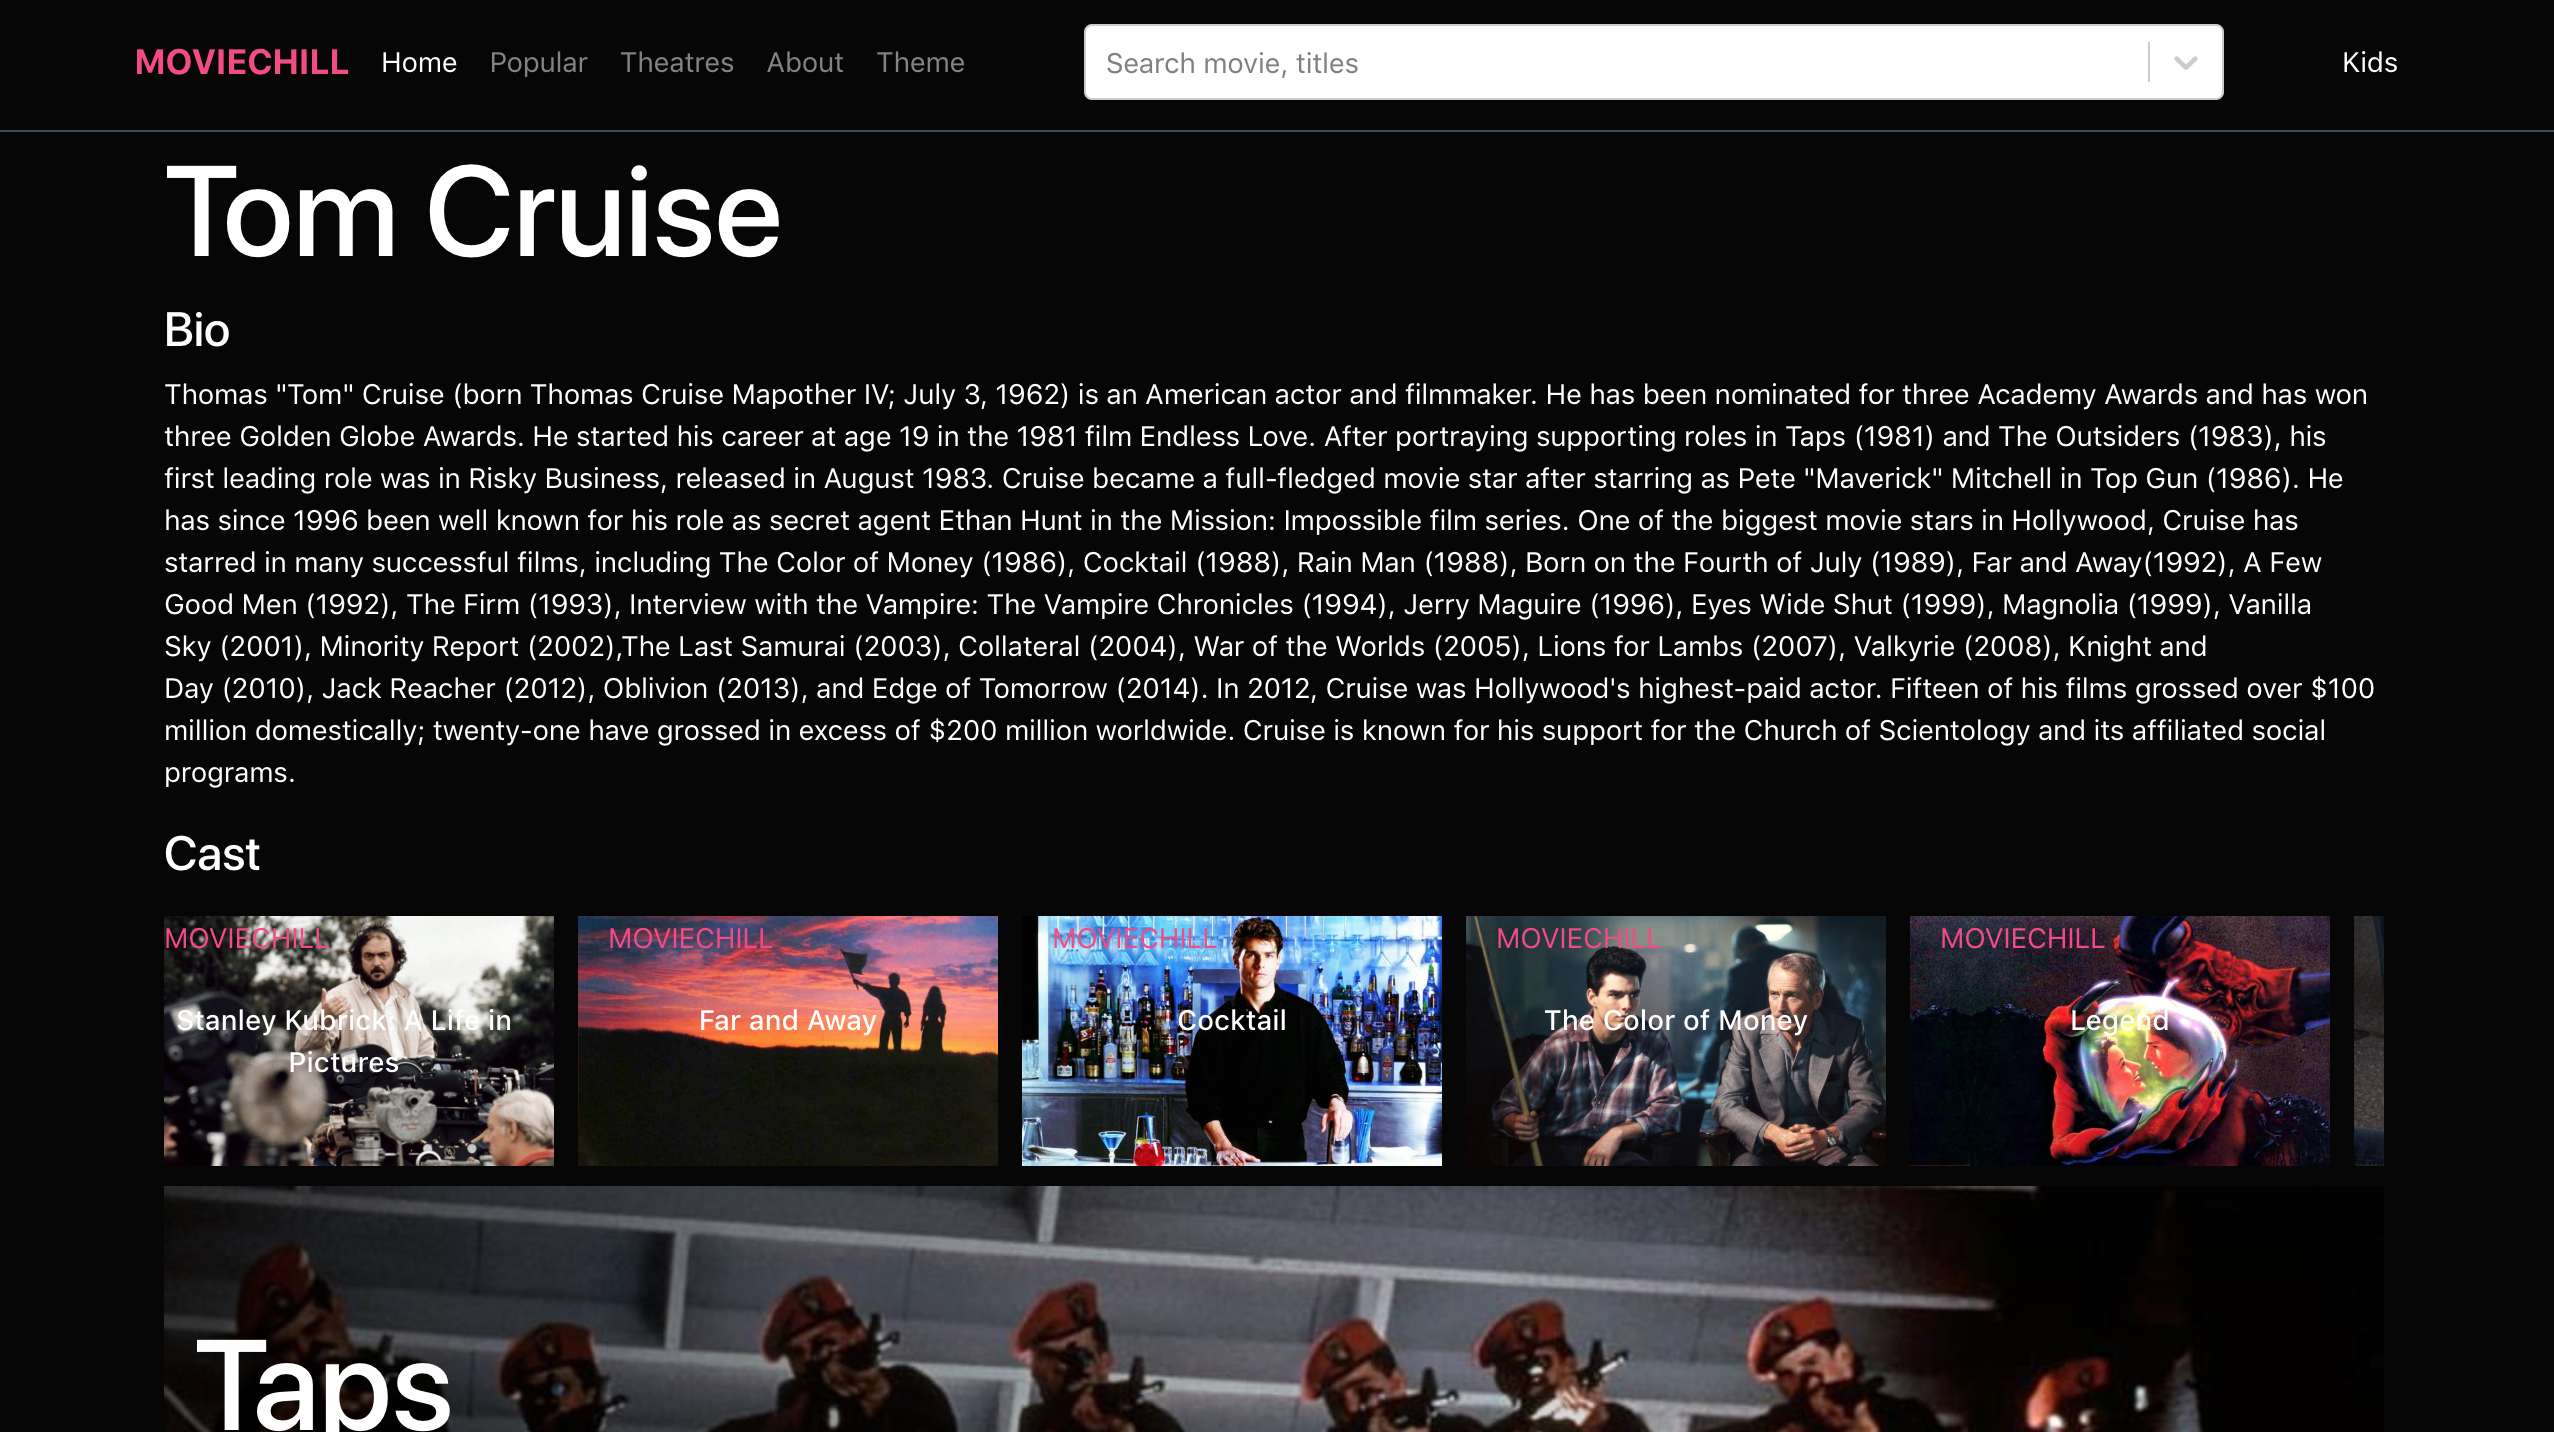 MOVIECHILL Home Popular Theatres About Theme Search movie, titles Kids
Tom Cruise
Bio
Thomas "Tom" Cruise (born Thomas Cruise Mapother IV; July 3, 1962) is an American actor and filmmaker. He has been nominated for three Academy Awards and has won
three Golden Globe Awards. He started his career at age 19 in the 1981 film Endless Love. After portraying supporting roles in Taps (1981) and The Outsiders (1983), his
first leading role was in Risky Business, released in August 1983. Cruise became a full-fledged movie star after starring as Pete "Maverick" Mitchell in Top Gun (1986). He
has since 1996 been well known for his role as secret agent Ethan Hunt in the Mission: Impossible film series. One of the biggest movie stars in Hollywood, Cruise has
starred in many successful films, including The Color of Money (1986), Cocktail (1988), Rain Man (1988), Born on the Fourth of July (1989), Far and Away(1992), A Few
Good Men (1992), The Firm (1993), Interview with the Vampire: The Vampire Chronicles (1994), Jerry Maguire (1996), Eyes Wide Shut (1999), Magnolia (1999), Vanilla
Sky (2001), Minority Report (2002),The Last Samurai (2003), Collateral (2004), War of the Worlds (2005), Lions for Lambs (2007), Valkyrie (2008), Knight and
Day (2010), Jack Reacher (2012), Oblivion (2013), and Edge of Tomorrow (2014). In 2012, Cruise was Hollywood's highest-paid actor. Fifteen of his films grossed over $100
million domestically; twenty-one have grossed in excess of $200 million worldwide. Cruise is known for his support for the Church of Scientology and its affiliated social
programs.
Cast
MOVIECHILL
Stanley Kubrick: A Life in
Pictures
MOVIECHILL
Far and Away
MOVIECHILL
Cocktail
MOVIECHILL
The Color of Money
MOVIECHILL
Legend
Taps